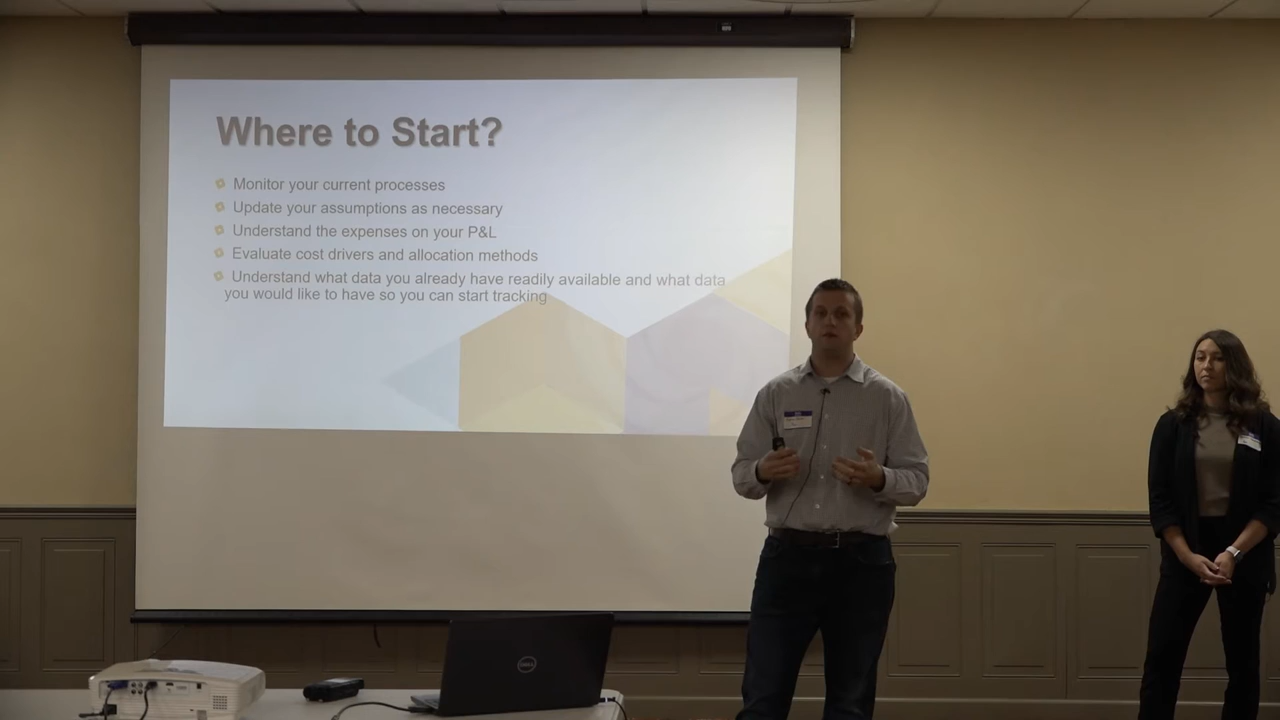 Where to Start?
Monitor your current processes
Update your assumptions as necessary
Understand the expenses on your P&L
Evaluate cost drivers and allocation methods
Understand what data you already have readily available and what data
you would like to have so you can start tracking
DELL